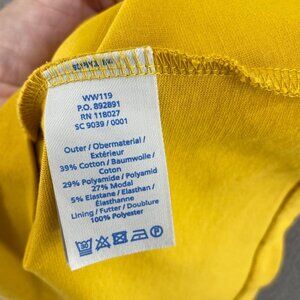 WW119
P.O. 892891
RN 118027
SC 9039 / 0001
Outer / Obermaterial /
Extérieur
39% Cotton / Baumwolle /
Coton
29% Polyamide / Polyamid
27% Modal
5% Elastane / Elasthan /
Élasthanne
Lining / Futter / Doublure
100% Polyester